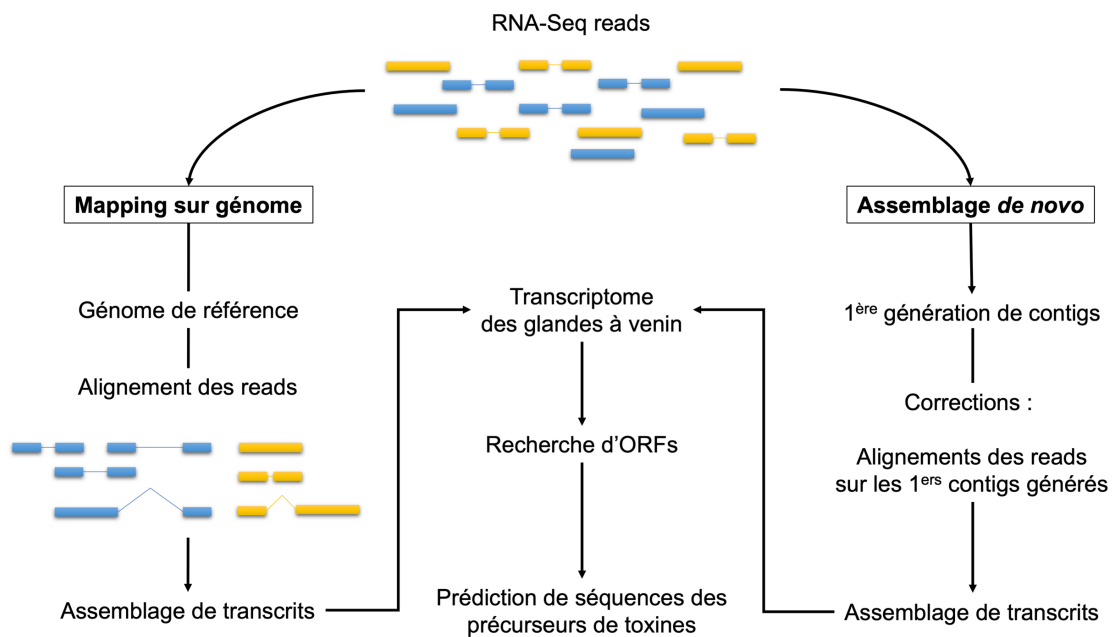 RNA-Seq reads
Mapping sur génome
Génome de référence
Alignement des reads
Assemblage de transcrits
Transcriptome
des glandes à venin
Recherche d’ORFs
Prédiction de séquences des
précurseurs de toxines
Assemblage de novo
1ère génération de contigs
Corrections :
Alignements des reads
sur les 1ers contigs générés
Assemblage de transcrits